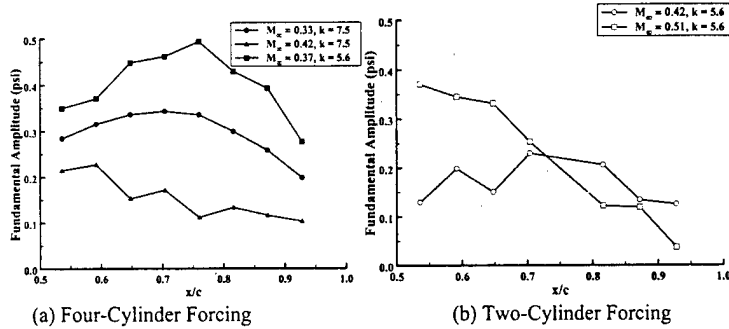 M∞ = 0.33, k = 7.5
M∞ = 0.42, k = 7.5
M∞ = 0.37, k = 5.6
Fundamental Amplitude (psi)
0.5
0.4
0.3
0.2
0.1
0.0
0.5 0.6 0.7 0.8 0.9 1.0
x/c
(a) Four-Cylinder Forcing
M∞ = 0.42, k = 5.6
M∞ = 0.51, k = 5.6
Fundamental Amplitude (psi)
0.5
0.4
0.3
0.2
0.1
0.0
0.5 0.6 0.7 0.8 0.9 1.0
x/c
(b) Two-Cylinder Forcing